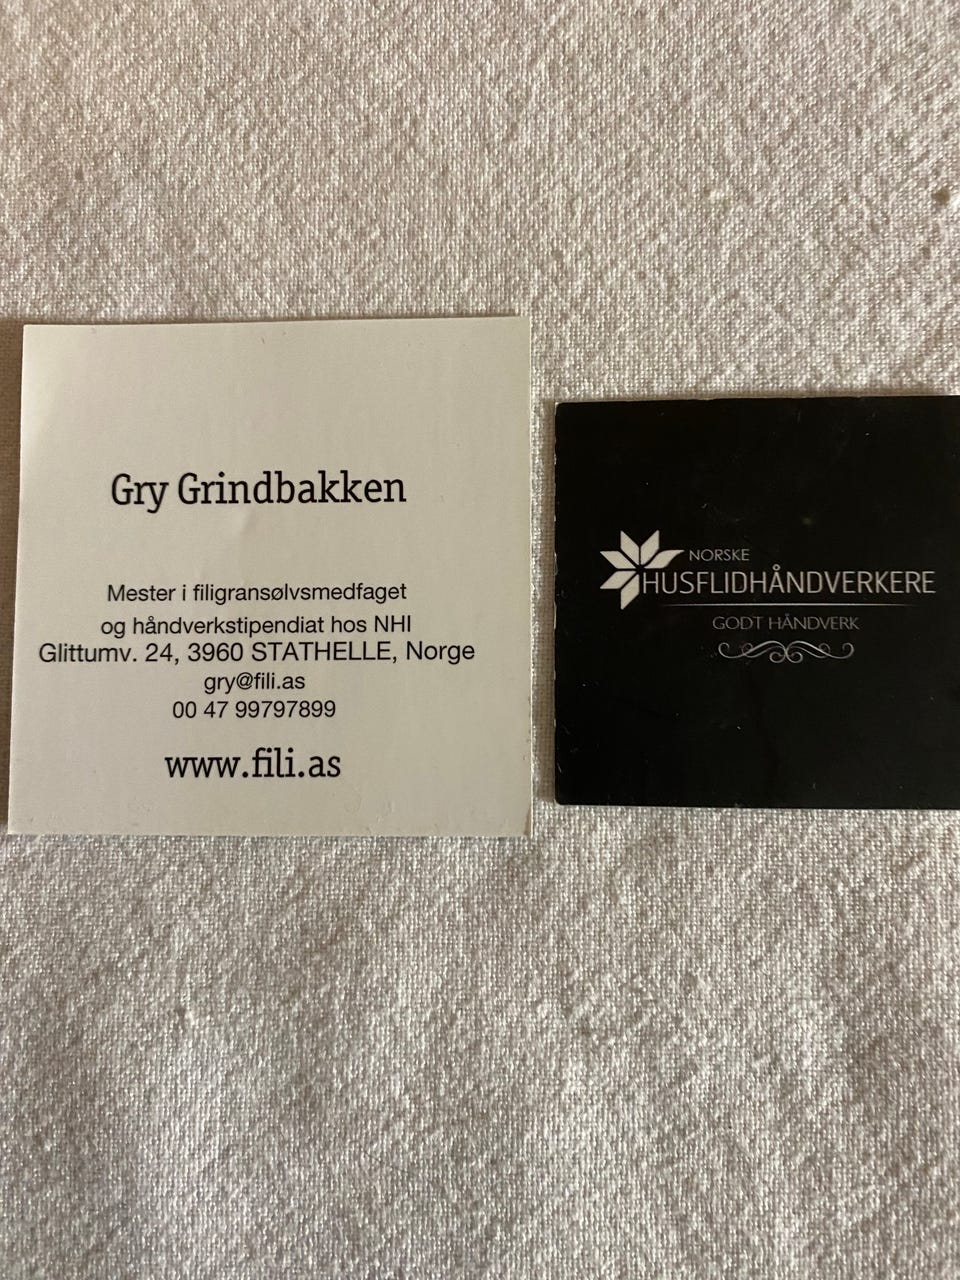 Gry Grindbakken
Mester i filigransølvsmedfaget
og håndverkstipendiat hos NHI
Glittumv. 24, 3960 STATHELLE, Norge
gry@fili.as
00 47 99797899
www.fili.as
NORSKE
HUSFLIDHÅNDVERKERE
GODT HÅNDVERK